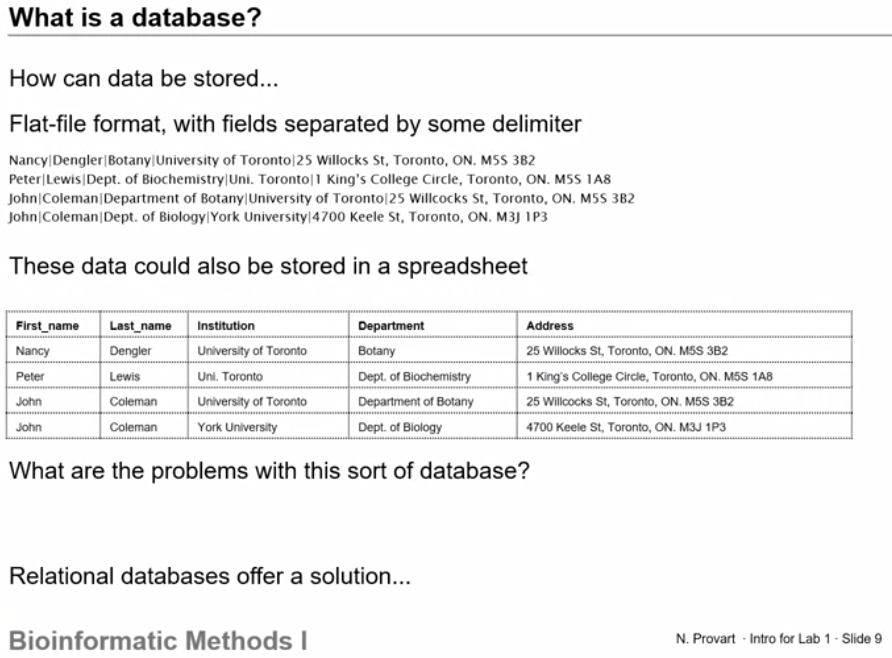 What is a database?
How can data be stored...
Flat-file format, with fields separated by some delimiter
Nancy|Dengler|Botany|University of Toronto|25 Willocks St, Toronto, ON. M5S 3B2
Peter|Lewis|Dept. of Biochemistry|Uni. Toronto|1 King's College Circle, Toronto, ON. M5S 1A8
John|Coleman|Department of Botany|University of Toronto|25 Willcocks St, Toronto, ON. M5S 3B2
John|Coleman|Dept. of Biology|York University|4700 Keele St, Toronto, ON. M3J 1P3
These data could also be stored in a spreadsheet
First_name Last_name Institution Department Address
Nancy Dengler University of Toronto Botany 25 Willocks St, Toronto, ON. M5S 3B2
Peter Lewis Uni. Toronto Dept. of Biochemistry 1 King's College Circle, Toronto, ON. M5S 1A8
John Coleman University of Toronto Department of Botany 25 Willcocks St, Toronto, ON. M5S 3B2
John Coleman York University Dept. of Biology 4700 Keele St, Toronto, ON. M3J 1P3
What are the problems with this sort of database?
Relational databases offer a solution...
Bioinformatic Methods I N. Provart · Intro for Lab 1 · Slide 9